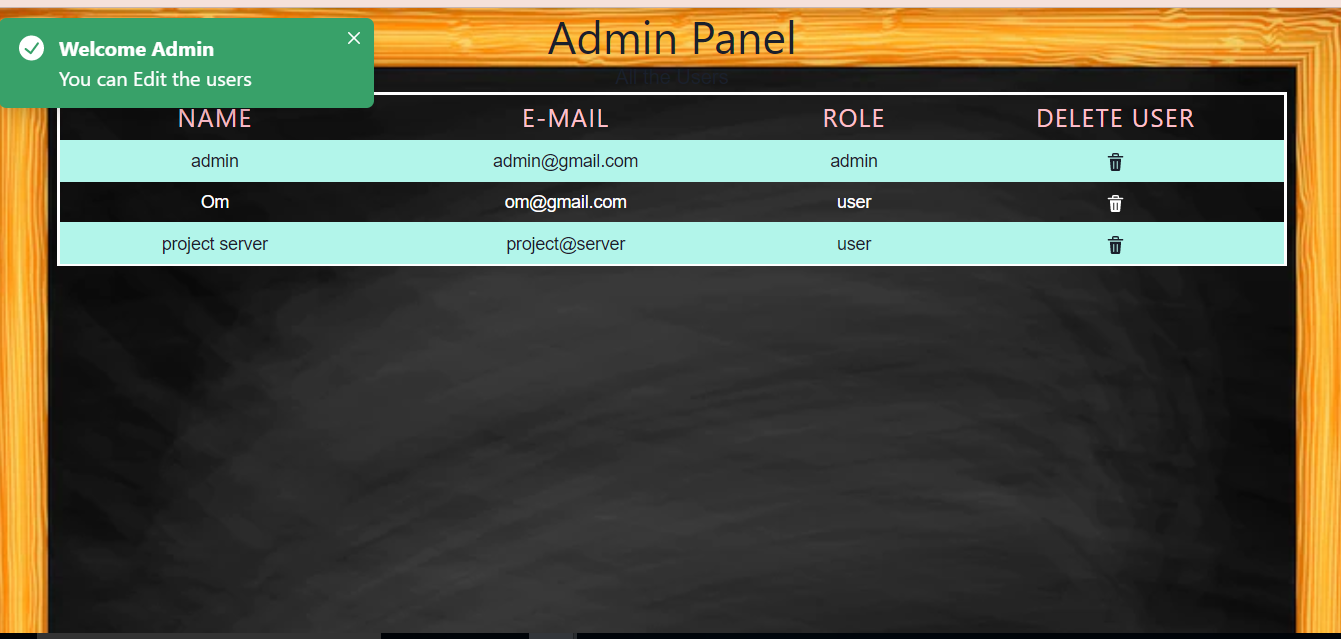 Admin Panel
Welcome Admin
You can Edit the users
All the Users
NAME E-MAIL ROLE DELETE USER
admin admin@gmail.com admin
Om om@gmail.com user
project server project@server user